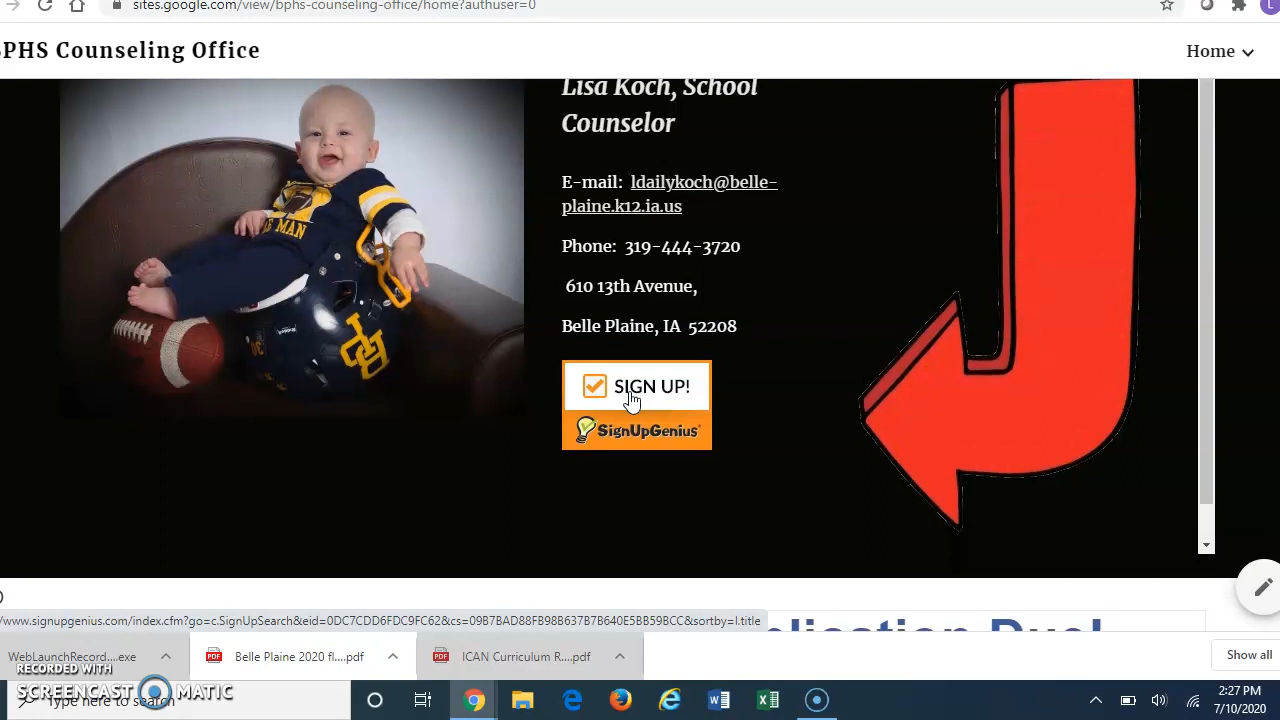 sites.google.com/view/bphs-counseling-office/home?authuser=0
BPHS Counseling Office
Home
Lisa Koch, School
Counselor
E-mail: ldailykoch@belle-
plaine.k12.ia.us
Phone: 319-444-3720
610 13th Avenue,
Belle Plaine, IA 52208
SIGN UP!
SignUpGenius
MAN
/www.signupgenius.com/index.cfm?go=c.SignUpSearch&eid=0DC7CDD6FDC9FC62&cs=09B7BAD88FB98B637B7B640E5BB59BCC&sortby=l.title
WebLaunchRecord....exe
Belle Plaine 2020 fl....pdf
ICAN Curriculum R....pdf
Show all
RECORDED WITH
SCREENCAST MATIC
Type here to search
2:27 PM
7/10/2020